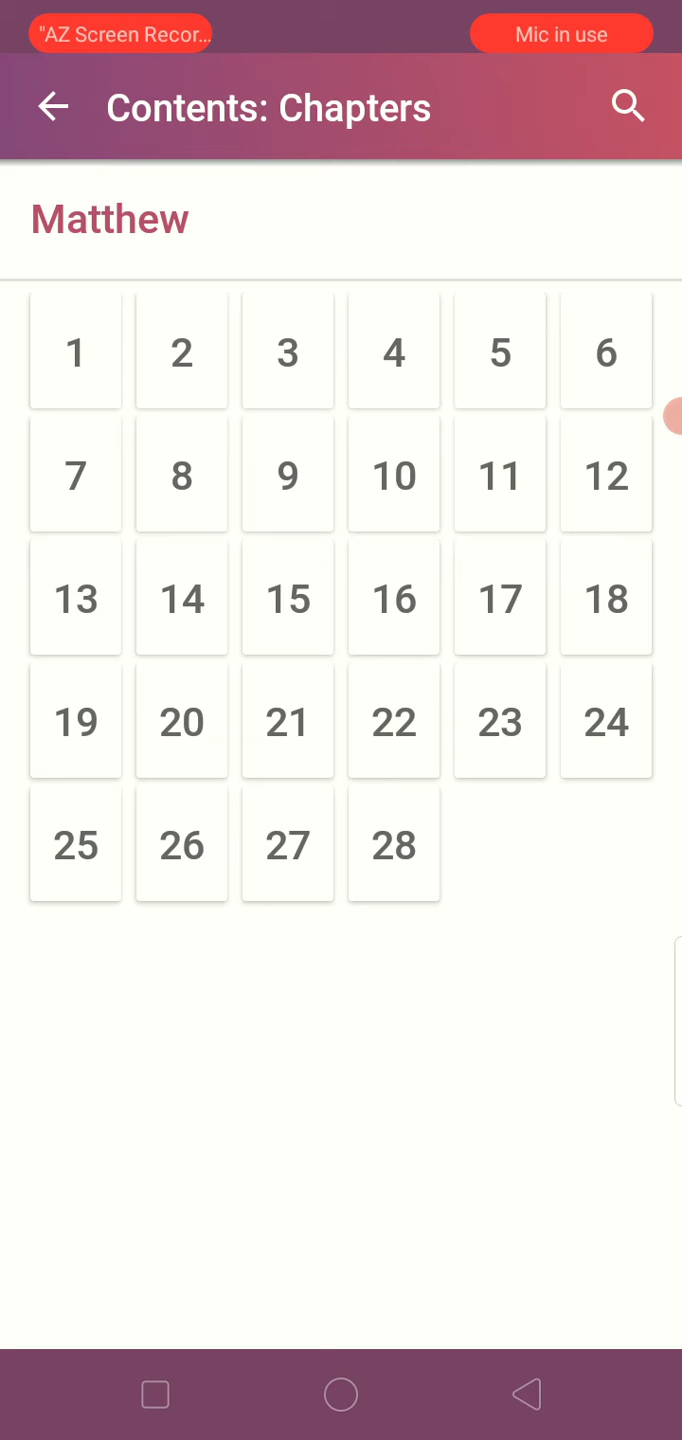 "AZ Screen Recor... Mic in use
Contents: Chapters
Matthew
1 2 3 4 5 6
7 8 9 10 11 12
13 14 15 16 17 18
19 20 21 22 23 24
25 26 27 28